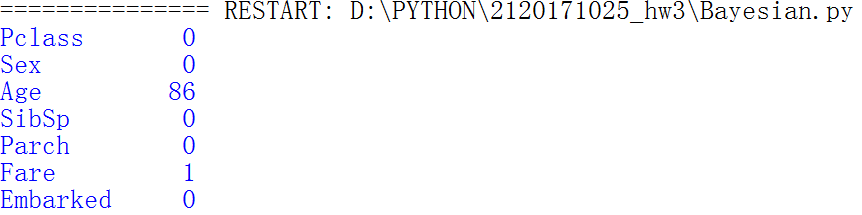 =============== RESTART: D:\PYTHON\2120171025_hw3\Bayesian.py
Pclass       0
Sex          0
Age         86
SibSp        0
Parch        0
Fare         1
Embarked     0